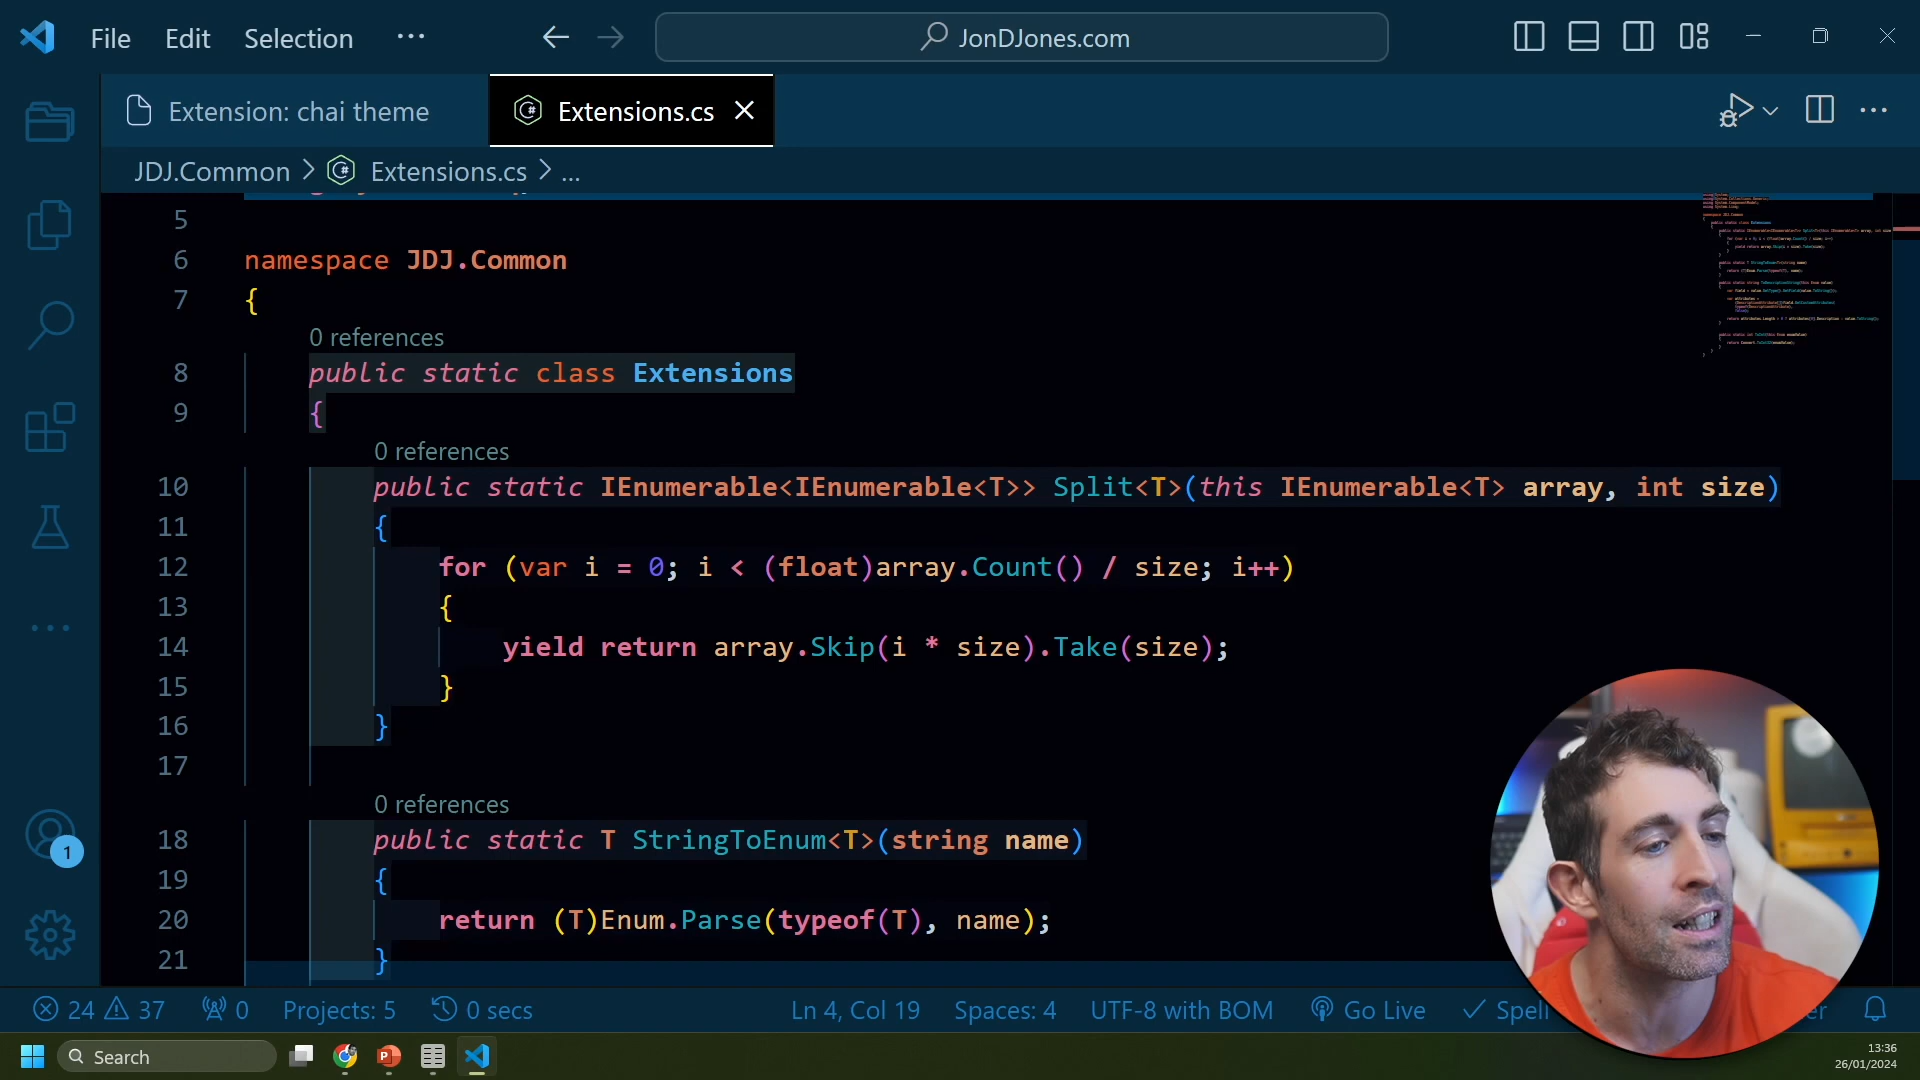 File Edit Selection ···
JonDJones.com
Extension: chai theme
Extensions.cs
JDJ.Common > Extensions.cs > ...
5
6 namespace JDJ.Common
7 {
0 references
8 public static class Extensions
9 {
0 references
10 public static IEnumerable<IEnumerable<T>> Split<T>(this IEnumerable<T> array, int size)
11 {
12 for (var i = 0; i < (float)array.Count() / size; i++)
13 {
14 yield return array.Skip(i * size).Take(size);
15 }
16 }
17
0 references
18 public static T StringToEnum<T>(string name)
19 {
20 return (T)Enum.Parse(typeof(T), name);
21 }
1
24 37 0 Projects: 5 0 secs Ln 4, Col 19 Spaces: 4 UTF-8 with BOM Go Live Spell
Search
13:36
26/01/2024